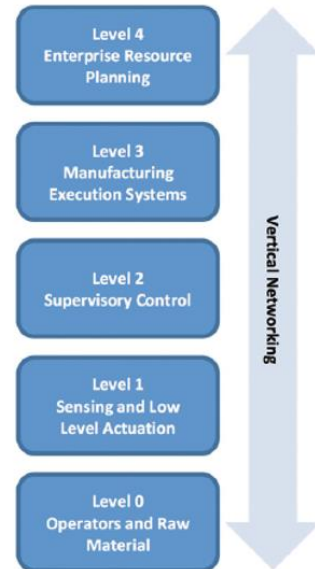 Level 4
Enterprise Resource
Planning
Level 3
Manufacturing
Execution Systems
Level 2
Supervisory Control
Level 1
Sensing and Low
Level Actuation
Level 0
Operators and Raw
Material
Vertical Networking